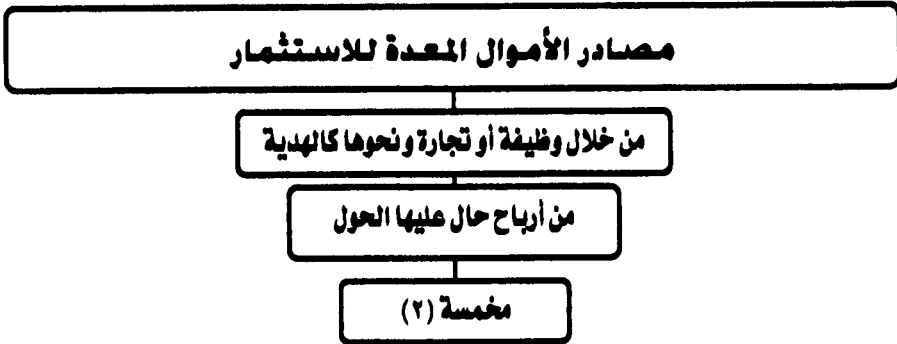 مصادر الأموال المعدة للاستثمار
من خلال وظيفة أو تجارة ونحوها كالهدية
من أرباح حال عليها الحول
مخمسة (٢)